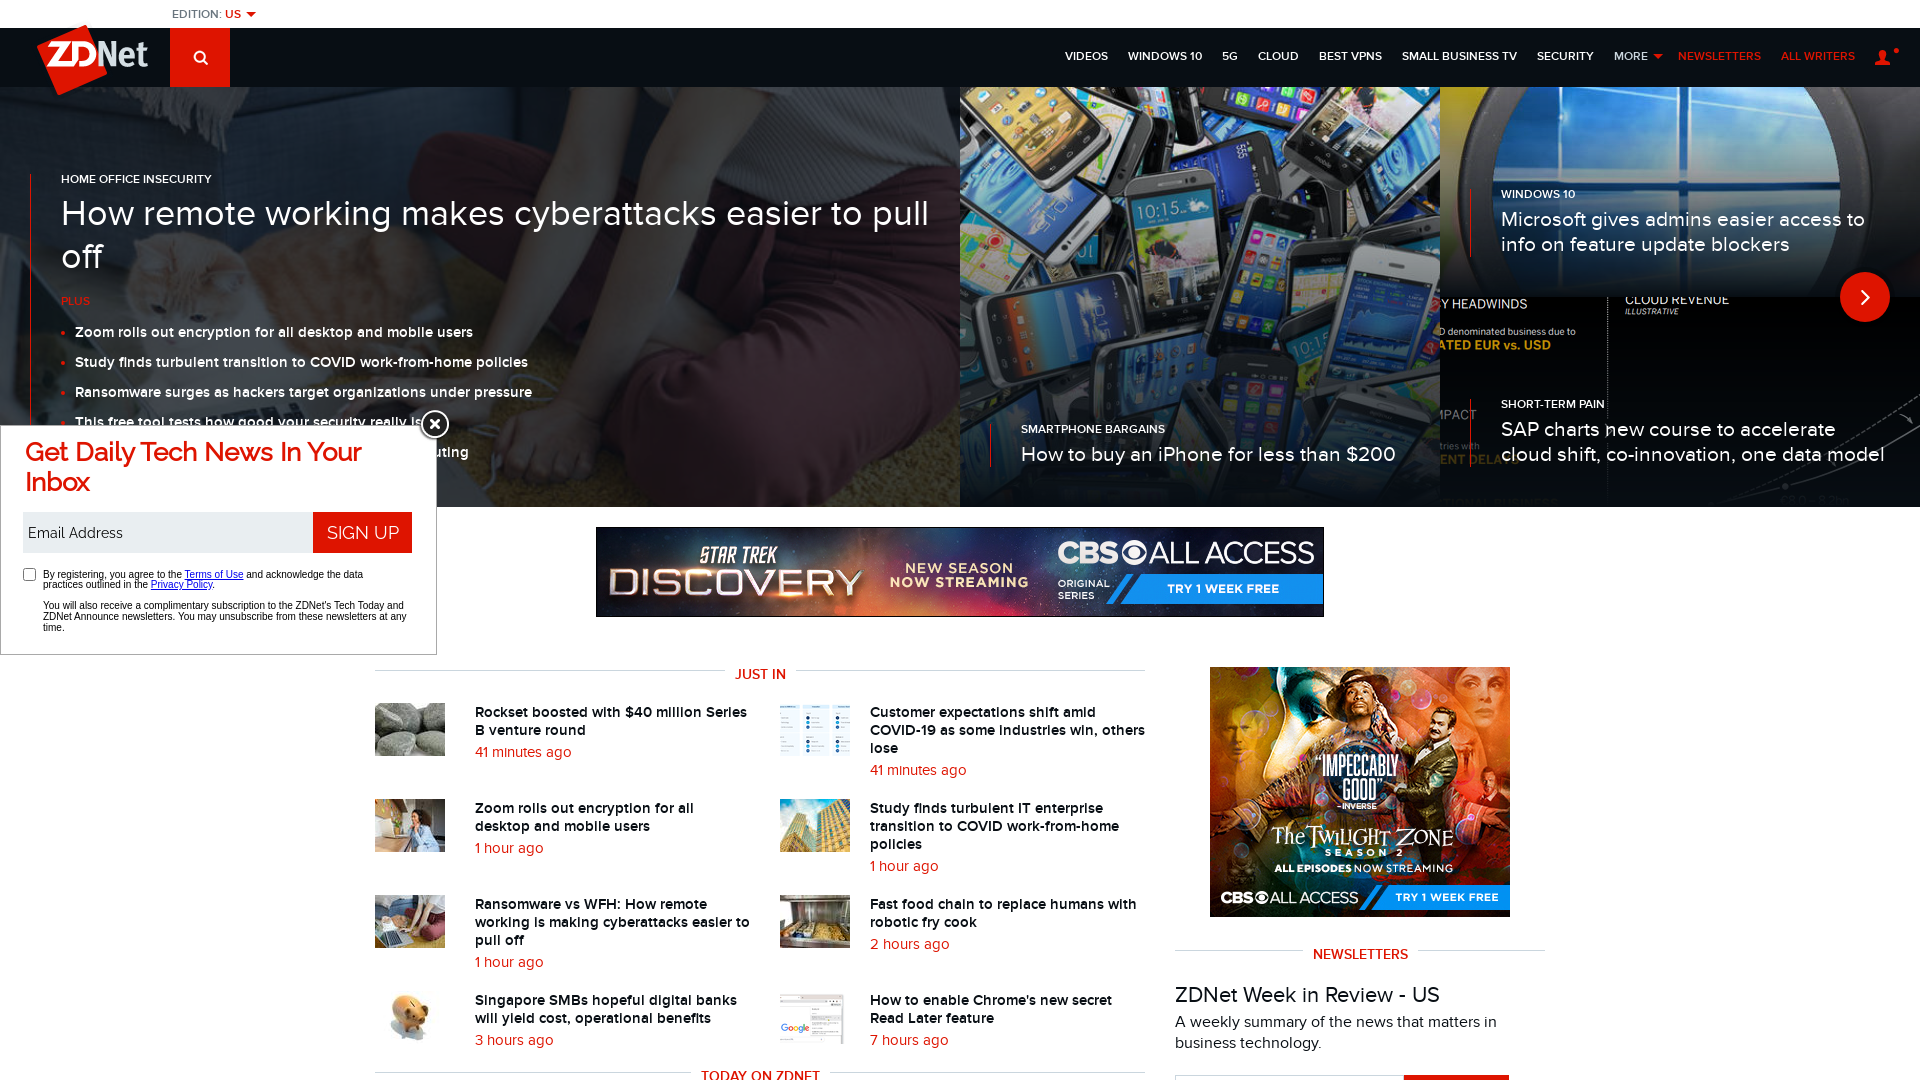 EDITION: US
ZDNet
VIDEOS
WINDOWS 10
5G
CLOUD
BEST VPNS
SMALL BUSINESS TV
SECURITY
MORE
NEWSLETTERS
ALL WRITERS
HOME OFFICE INSECURITY
How remote working makes cyberattacks easier to pull
off
PLUS
Zoom rolls out encryption for all desktop and mobile users
Study finds turbulent transition to COVID work-from-home policies
Ransomware surges as hackers target organizations under pressure
This free tool tests how good your security really is
uting
SMARTPHONE BARGAINS
How to buy an iPhone for less than $200
WINDOWS 10
Microsoft gives admins easier access to
info on feature update blockers
Y HEADWINDS
CLOUD REVENUE
ILLUSTRATIVE
D denominated business due to
ATED EUR vs. USD
SHORT-TERM PAIN
SAP charts new course to accelerate
cloud shift, co-innovation, one data model
Get Daily Tech News In Your
Inbox
Email Address
SIGN UP
By registering, you agree to the Terms of Use and acknowledge the data
practices outlined in the Privacy Policy.
You will also receive a complimentary subscription to the ZDNet's Tech Today and
ZDNet Announce newsletters. You may unsubscribe from these newsletters at any
time.
STAR TREK
DISCOVERY
NEW SEASON
NOW STREAMING
CBS ALL ACCESS
ORIGINAL
SERIES
TRY 1 WEEK FREE
JUST IN
Rockset boosted with $40 million Series
B venture round
41 minutes ago
Customer expectations shift amid
COVID-19 as some industries win, others
lose
41 minutes ago
Zoom rolls out encryption for all
desktop and mobile users
1 hour ago
Study finds turbulent IT enterprise
transition to COVID work-from-home
policies
1 hour ago
Ransomware vs WFH: How remote
working is making cyberattacks easier to
pull off
1 hour ago
Fast food chain to replace humans with
robotic fry cook
2 hours ago
Singapore SMBs hopeful digital banks
will yield cost, operational benefits
3 hours ago
How to enable Chrome's new secret
Read Later feature
7 hours ago
TODAY ON ZDNET
"IMPECCABLY
GOOD"
–INVERSE
The TWILIGHT ZONE
SEASON 2
ALL EPISODES NOW STREAMING
CBS ALL ACCESS
TRY 1 WEEK FREE
NEWSLETTERS
ZDNet Week in Review - US
A weekly summary of the news that matters in
business technology.